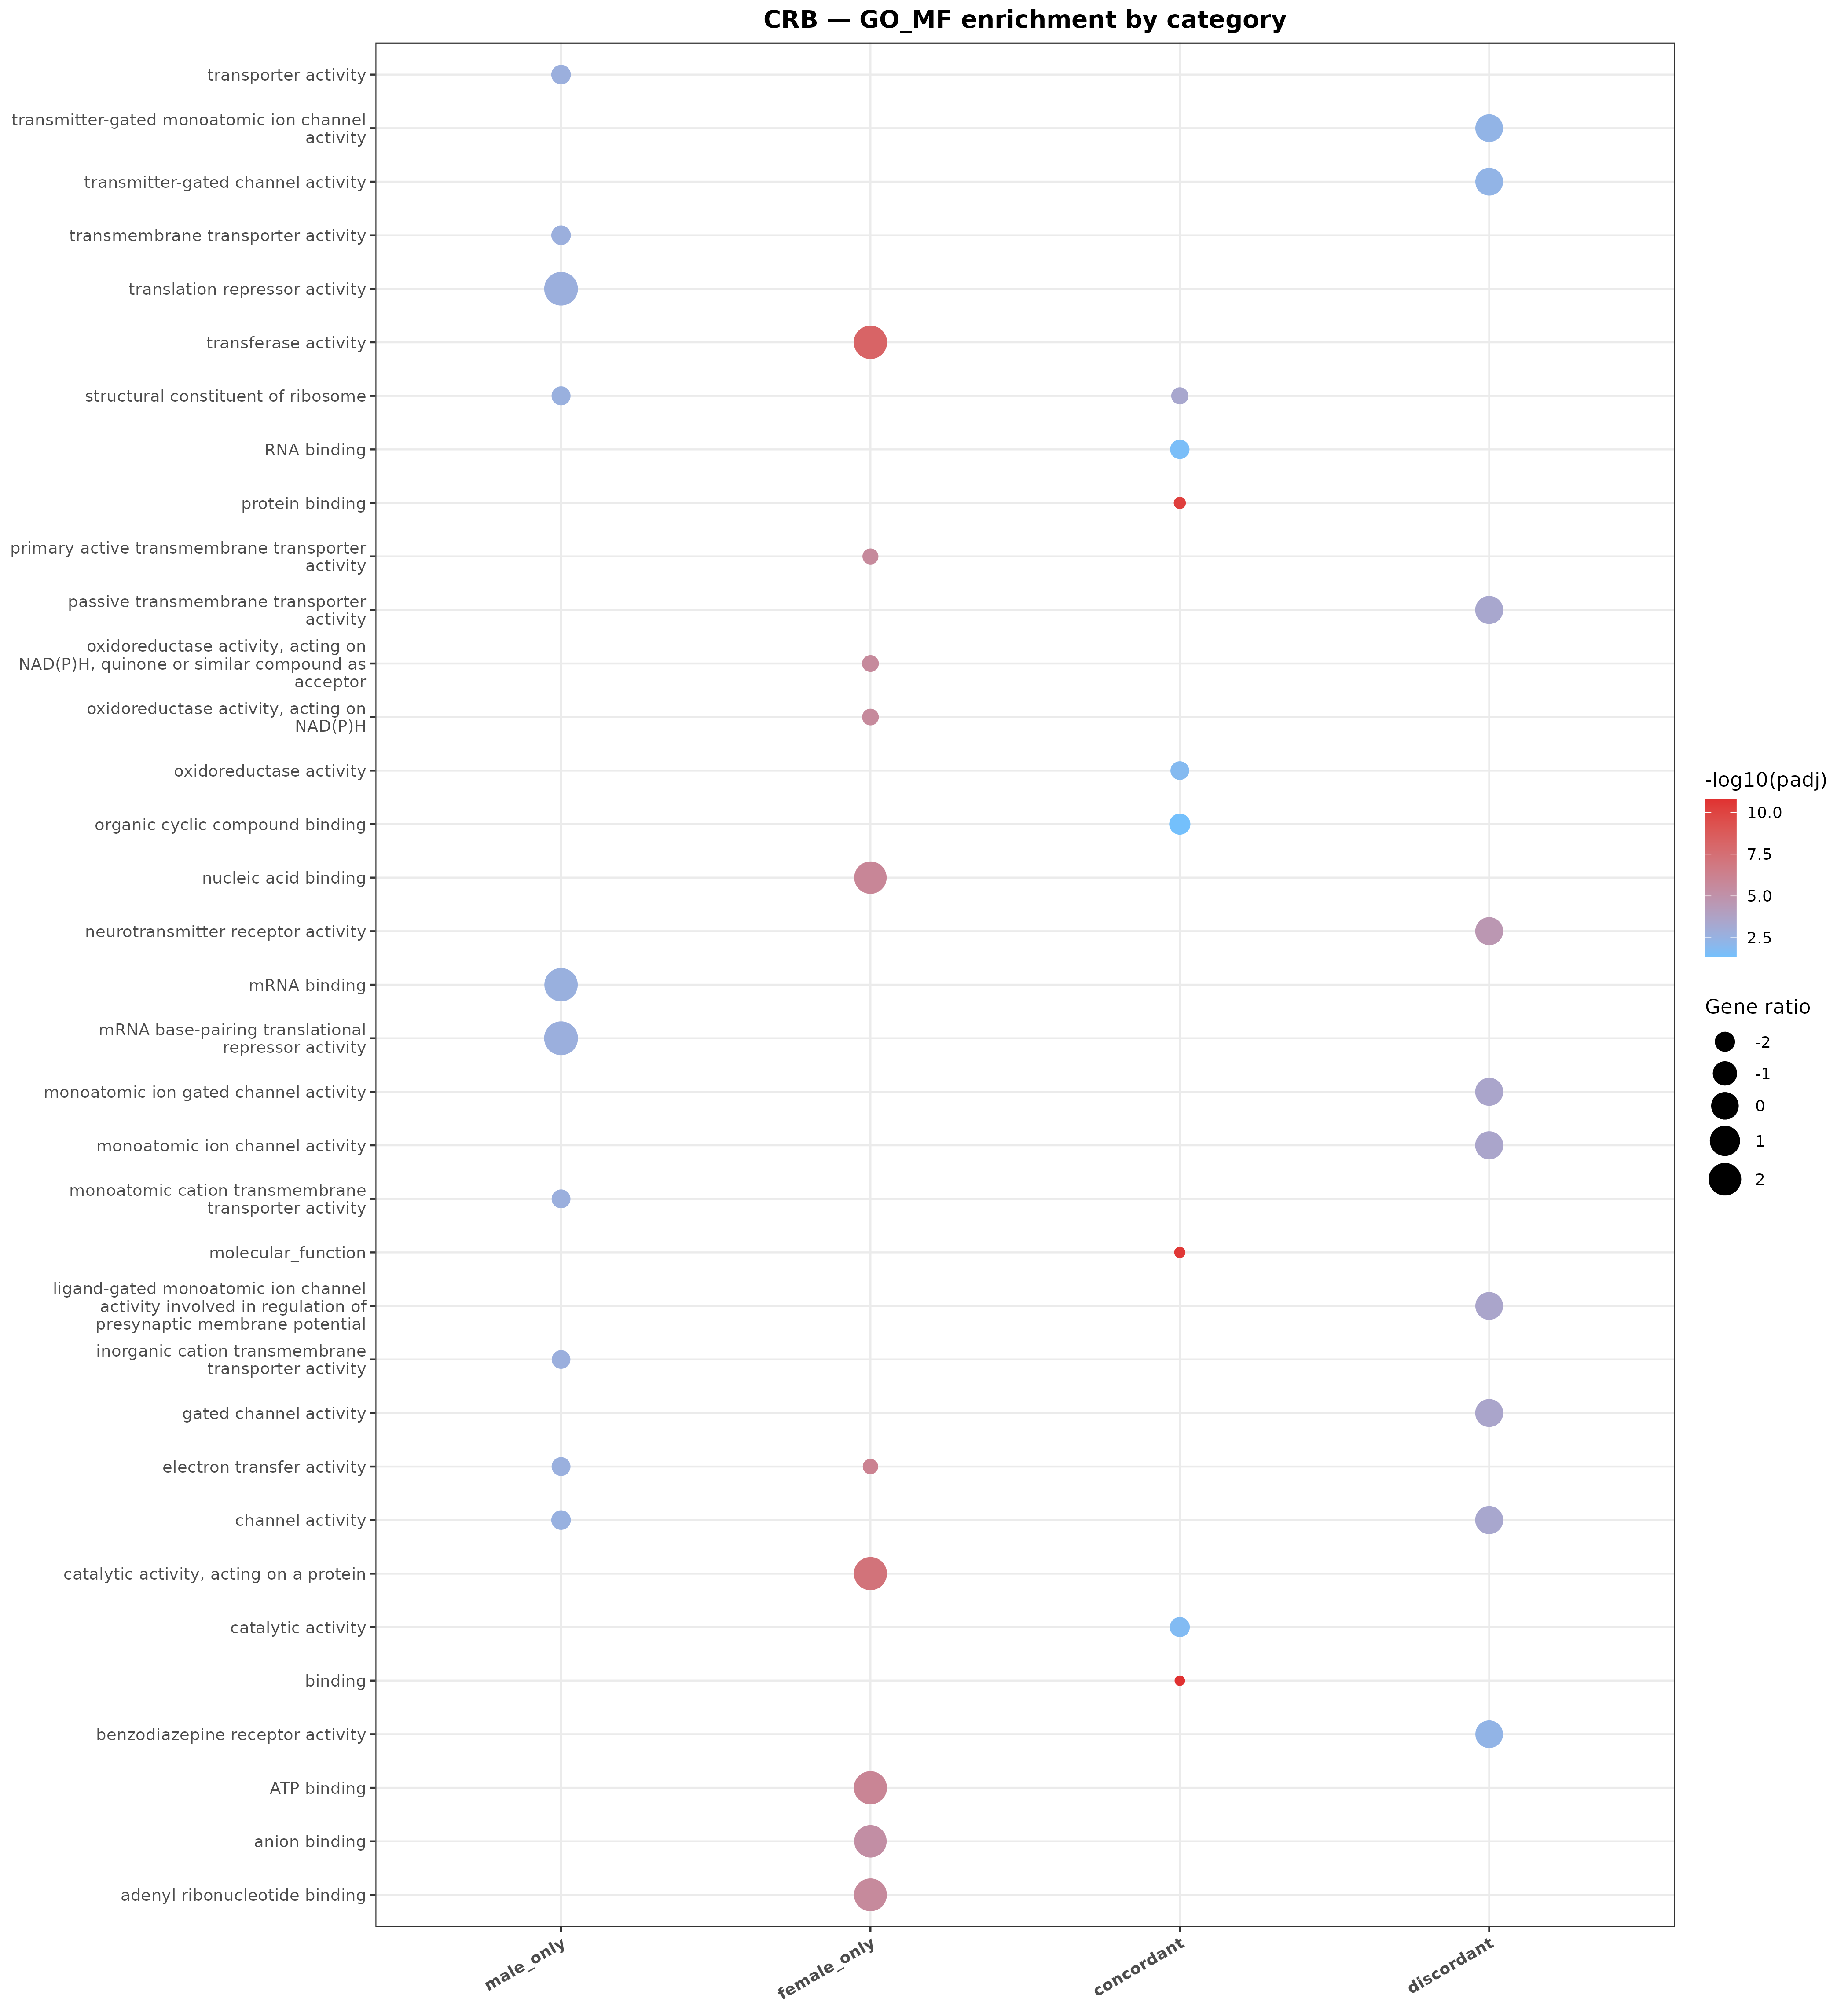 CRB — GO_MF enrichment by category
transporter activity
transmitter-gated monoatomic ion channel
activity
transmitter-gated channel activity
transmembrane transporter activity
translation repressor activity
transferase activity
structural constituent of ribosome
RNA binding
protein binding
primary active transmembrane transporter
activity
passive transmembrane transporter
activity
oxidoreductase activity, acting on
NAD(P)H, quinone or similar compound as
acceptor
oxidoreductase activity, acting on
NAD(P)H
oxidoreductase activity
organic cyclic compound binding
nucleic acid binding
neurotransmitter receptor activity
mRNA binding
mRNA base-pairing translational
repressor activity
monoatomic ion gated channel activity
monoatomic ion channel activity
monoatomic cation transmembrane
transporter activity
molecular_function
ligand-gated monoatomic ion channel
activity involved in regulation of
presynaptic membrane potential
inorganic cation transmembrane
transporter activity
gated channel activity
electron transfer activity
channel activity
catalytic activity, acting on a protein
catalytic activity
binding
benzodiazepine receptor activity
ATP binding
anion binding
adenyl ribonucleotide binding
male_only
female_only
concordant
discordant
-log10(padj)
10.0
7.5
5.0
2.5
Gene ratio
-2
-1
0
1
2